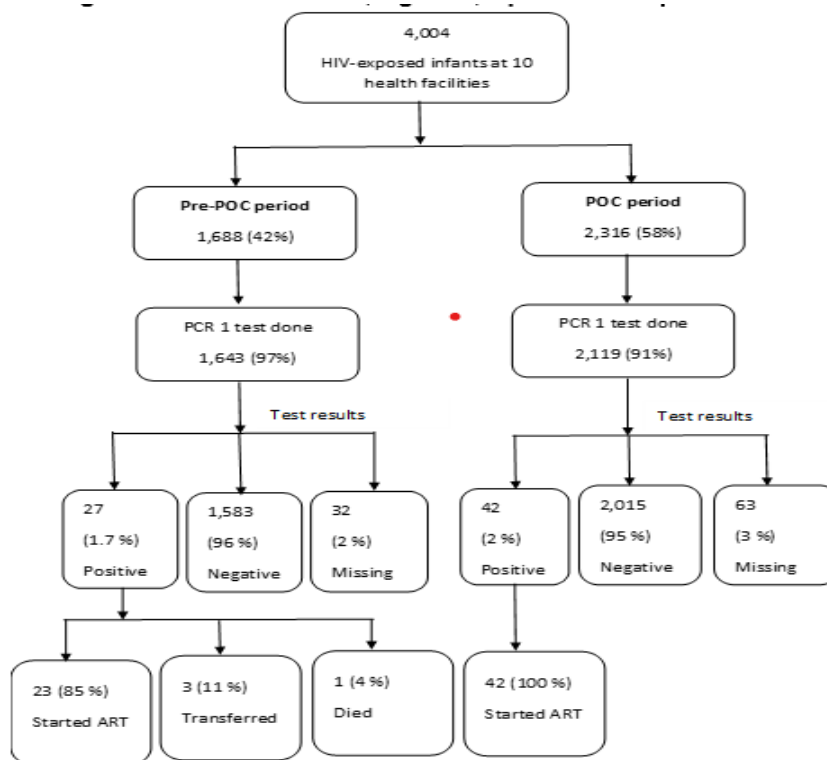 4,004
HIV-exposed infants at 10
health facilities
Pre-POC period
1,688 (42%)
POC period
2,316 (58%)
PCR 1 test done
1,643 (97%)
PCR 1 test done
2,119 (91%)
Test results
Test results
27
(1.7 %)
Positive
1,583
(96 %)
Negative
32
(2 %)
Missing
42
(2 %)
Positive
2,015
(95 %)
Negative
63
(3 %)
Missing
23 (85 %)
Started ART
3 (11 %)
Transferred
1 (4 %)
Died
42 (100 %)
Started ART